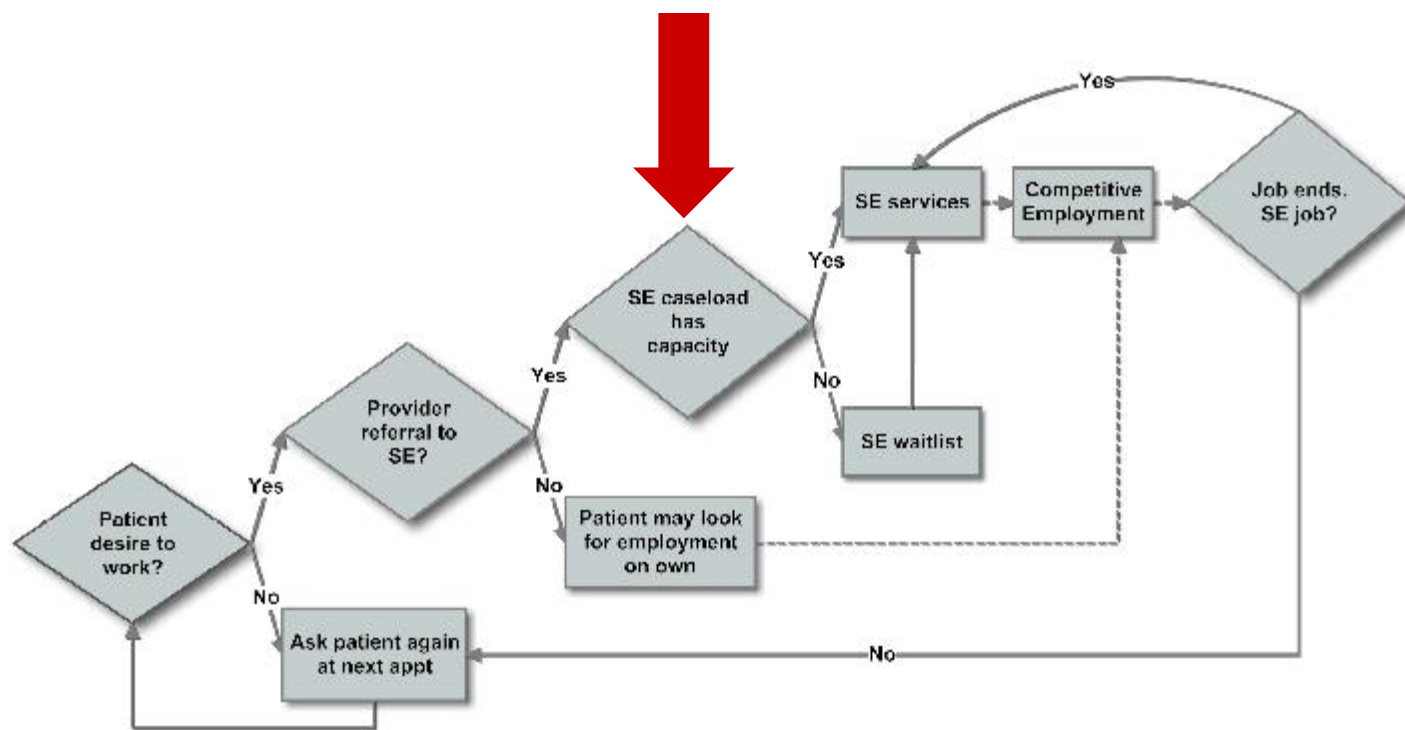 Yes
SE services
Competitive
Employment
Job ends.
SE job?
Yes
SE caseload
has
capacity
No
SE waitlist
Yes
Provider
referral to
SE?
No
Patient may look
for employment
on own
Yes
Patient
desire to
work?
No
Ask patient again
at next appt
No